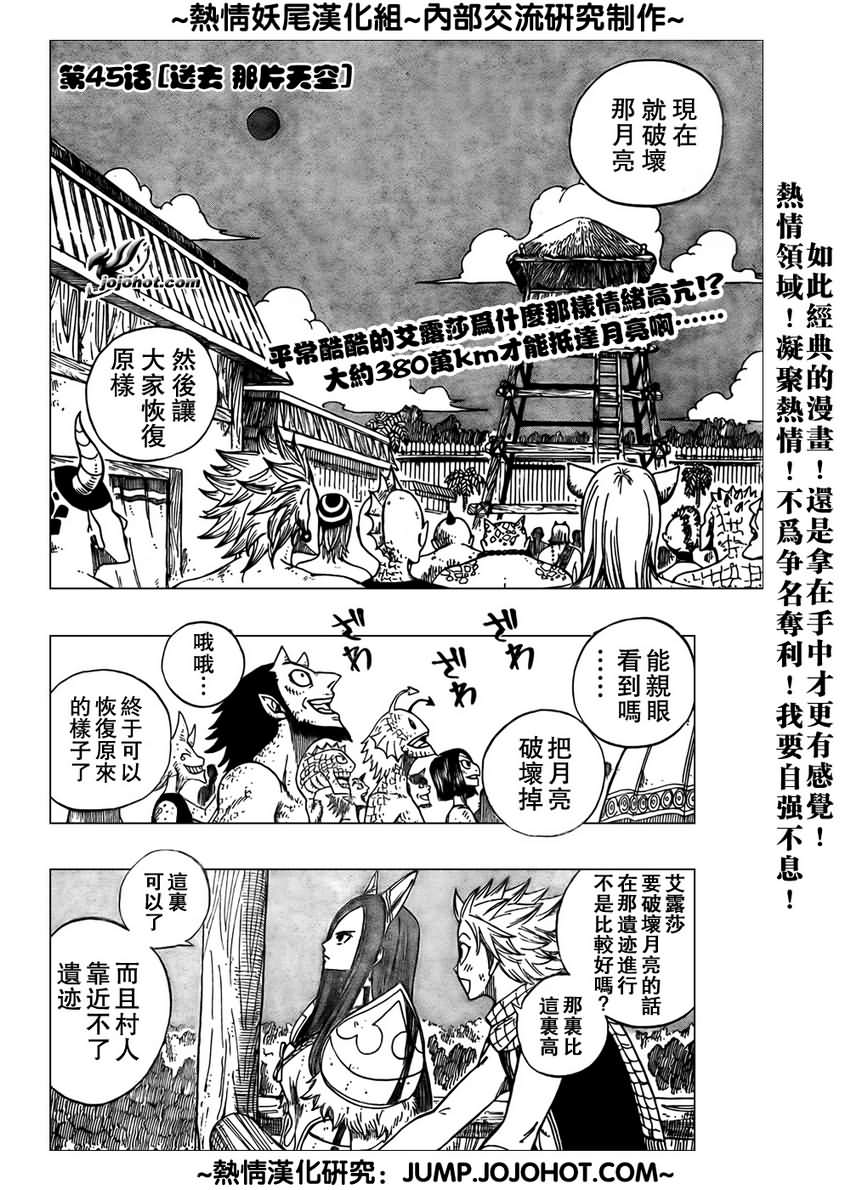 ~熱情妖尾漢化組~內部交流研究制作~
第45话 [送去 那片天空]
現在
就破壞
那月亮
jojohot.com
平常酷酷的艾露莎爲什麼那樣情緒高亢!?
大約380萬km才能抵達月亮啊……
然後讓
大家恢復
原樣
如此經典的漫畫！還是拿在手中才更有感覺！
熱情領域！凝聚熱情！不爲争名奪利！我要自强不息！
能親眼
看到嗎
……
把月亮
破壞掉
ざわ
ざわ
哦哦…
終于可以
恢復原來
的樣子了
艾露莎
要破壞月亮的話
在那遺迹進行
不是比較好嗎?
那裏比
這裏高
這裏
可以了
而且村人
靠近不了
遺迹
~熱情漢化研究：JUMP.JOJOHOT.COM~